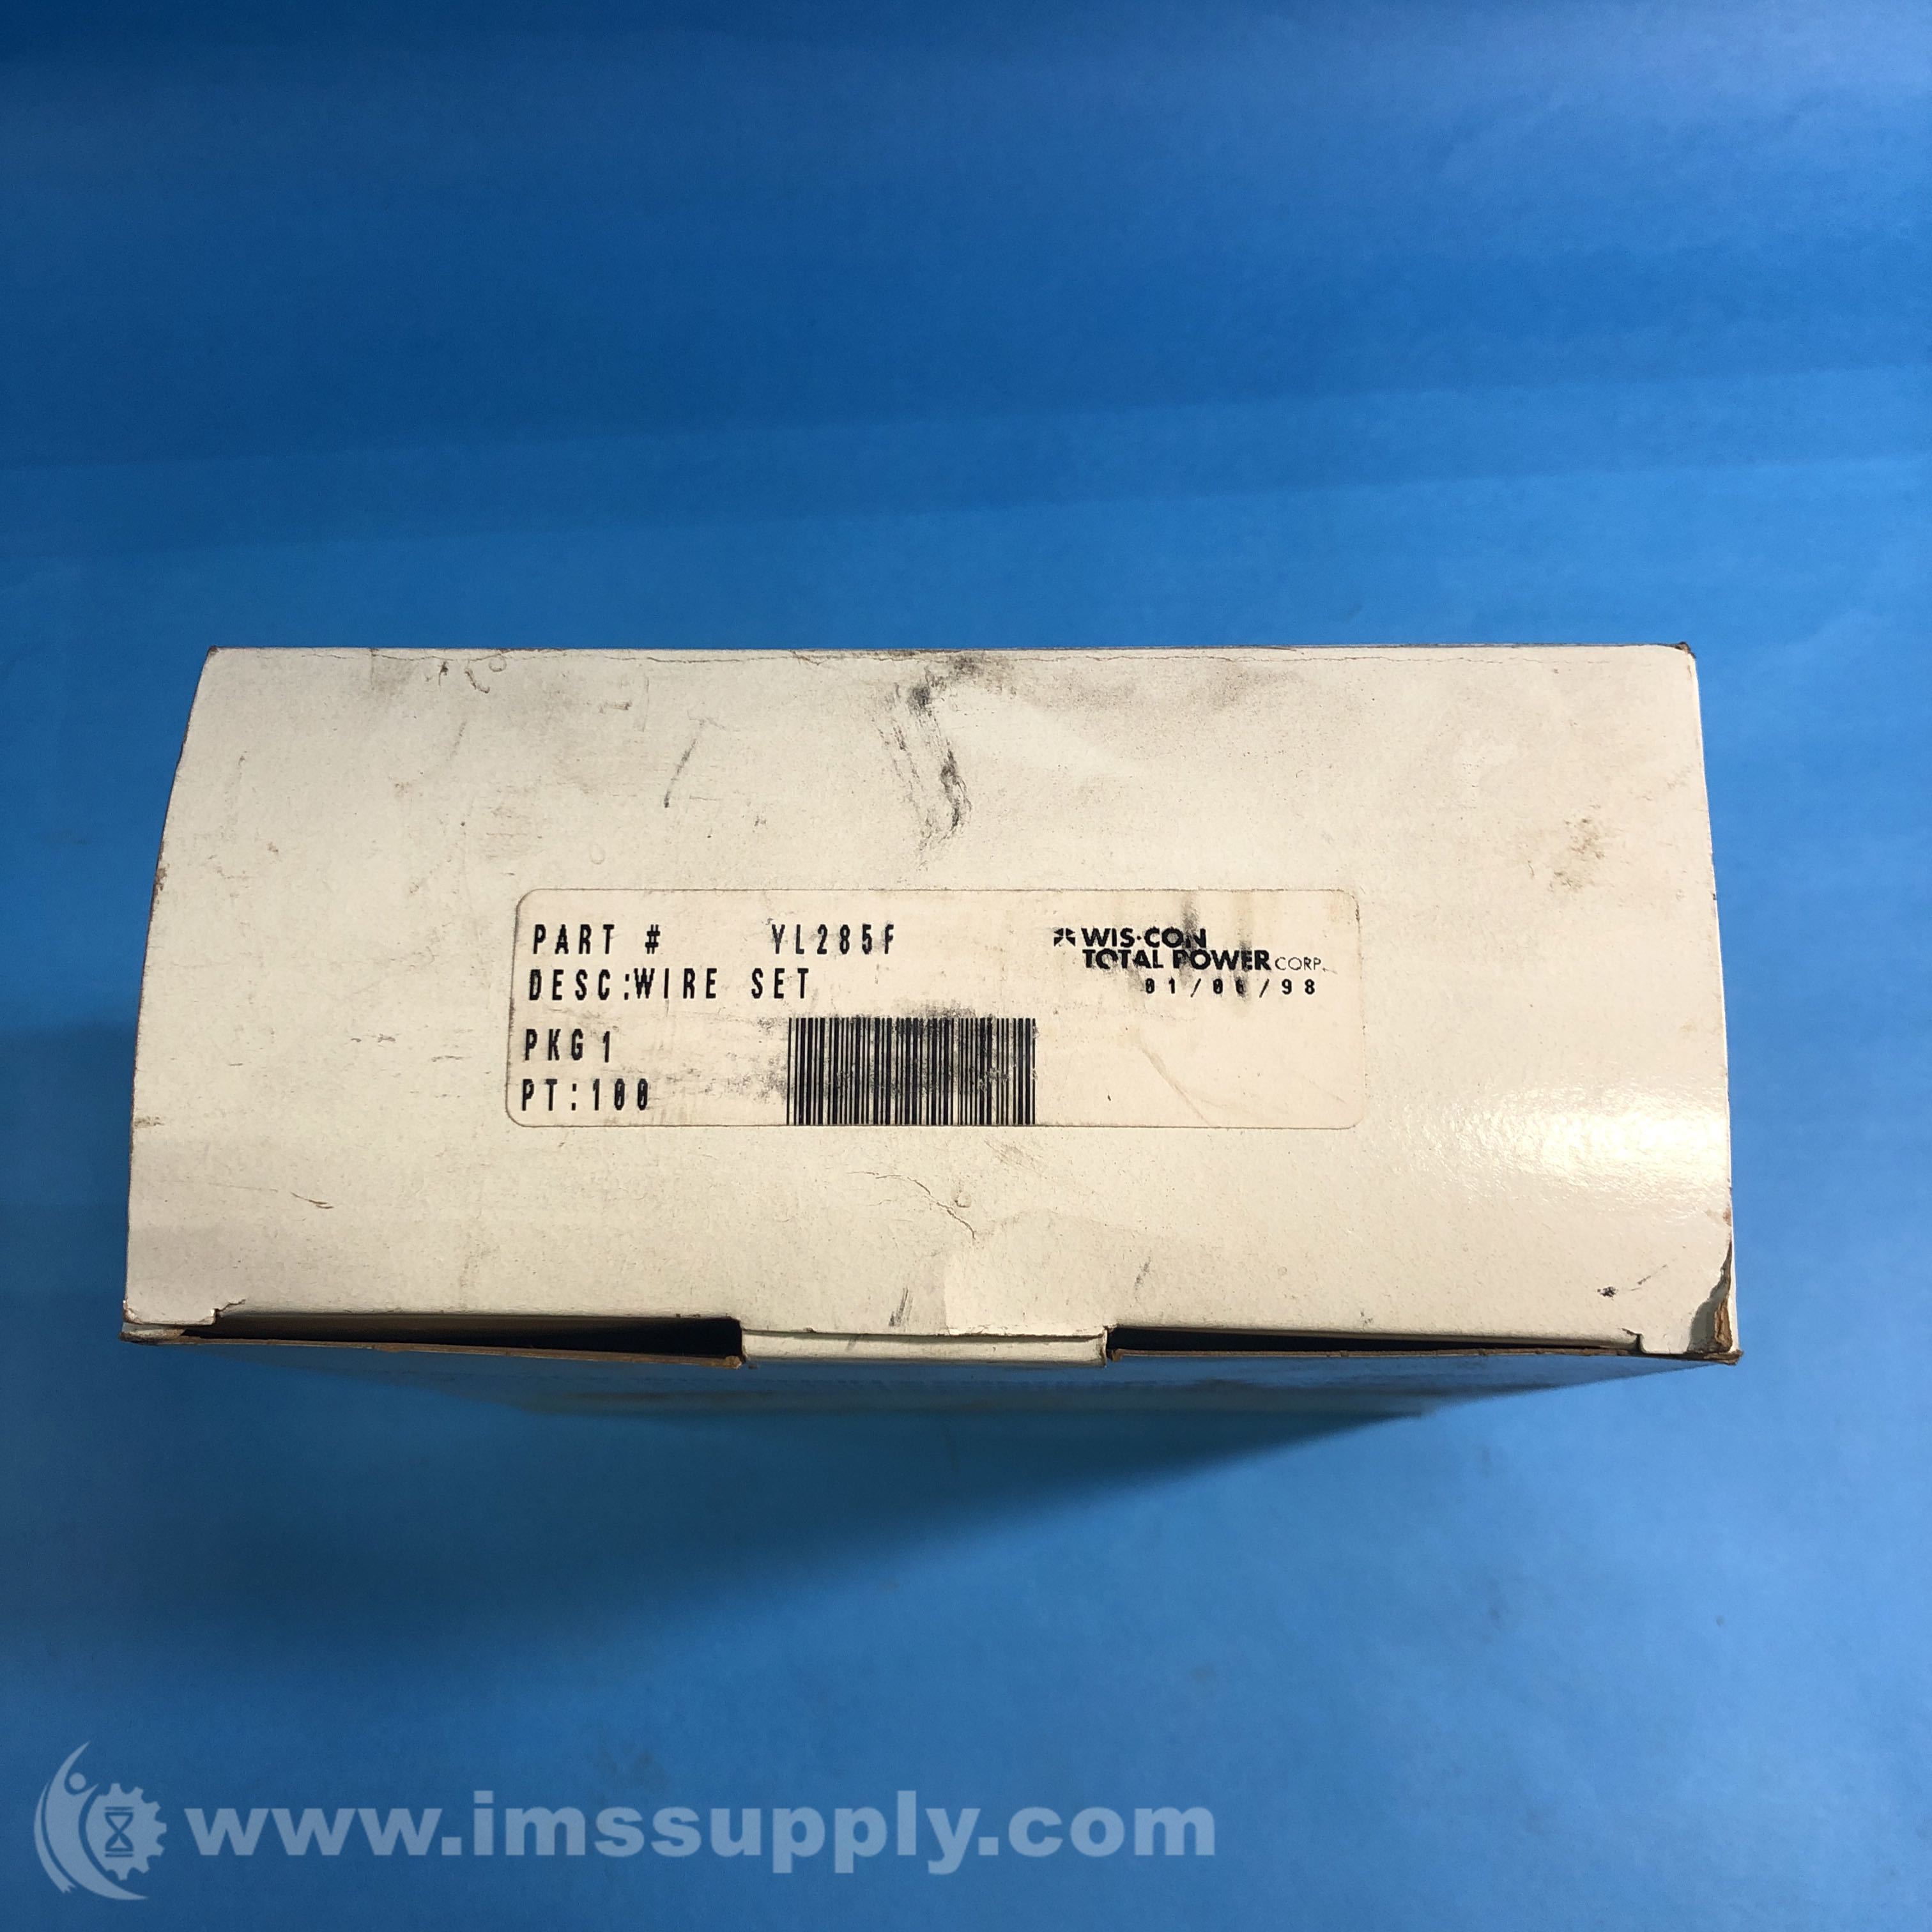 PART # YL285F
WIS·CON
TOTAL POWER CORP.
DESC:WIRE SET
01/06/98
PKG 1
PT:100
www.imssupply.com